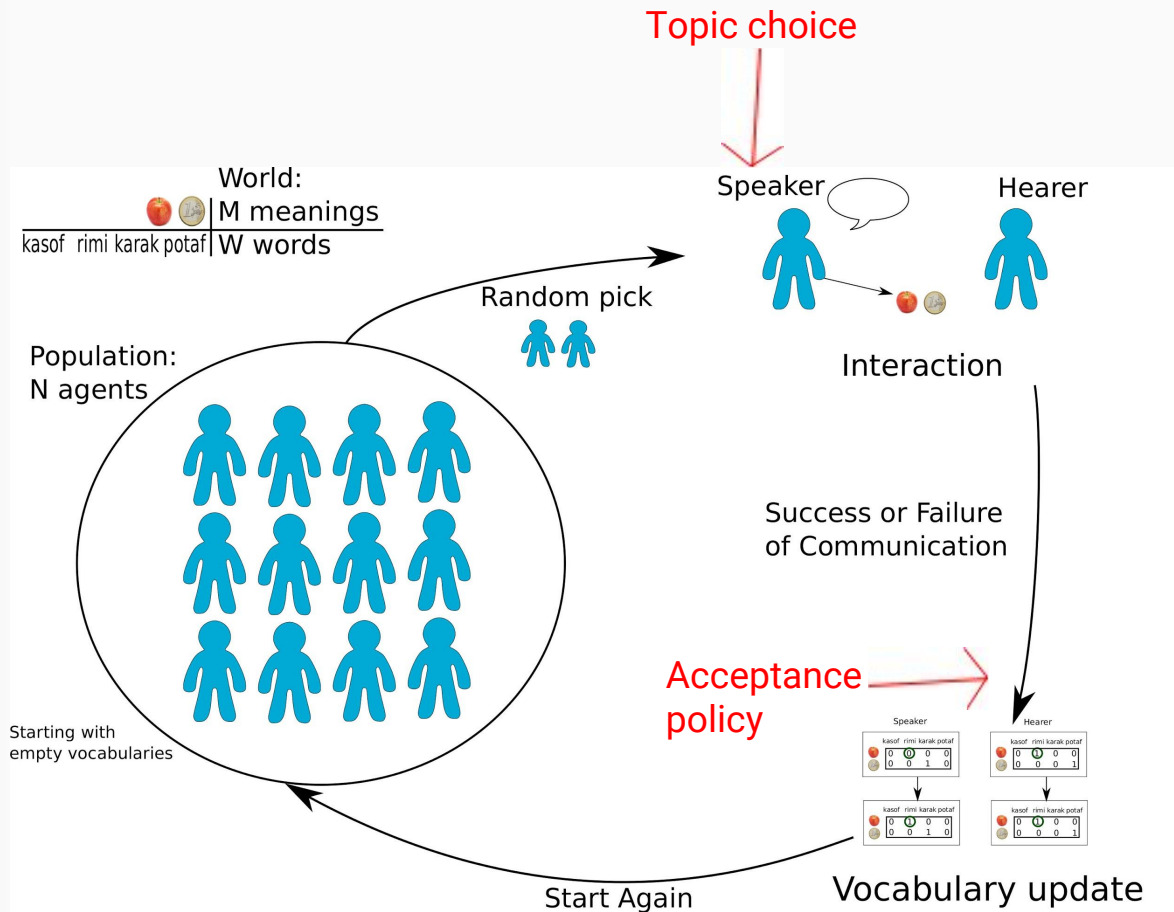 Topic choice
World:
M meanings
kasof rimi karak potaf W words
Speaker
Hearer
Random pick
Population:
N agents
Interaction
Success or Failure
of Communication
Acceptance
policy
Starting with
empty vocabularies
Speaker
kasof rimi karak potaf
0 0 0 0
0 0 1 0
kasof rimi karak potaf
0 1 0 0
0 0 1 0
Hearer
kasof rimi karak potaf
0 1 0 0
0 0 0 1
kasof rimi karak potaf
0 1 0 0
0 0 0 1
Vocabulary update
Start Again